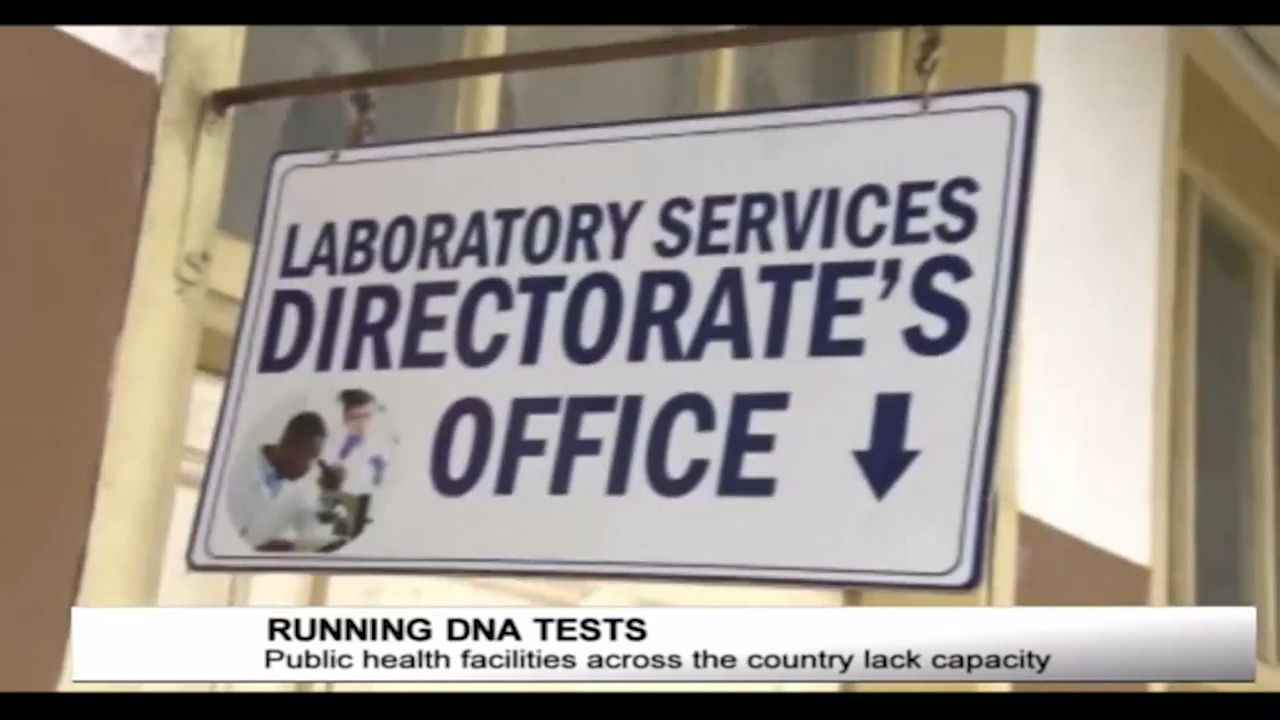 LABORATORY SERVICES
DIRECTORATE'S
OFFICE
RUNNING DNA TESTS
Public health facilities across the country lack capacity